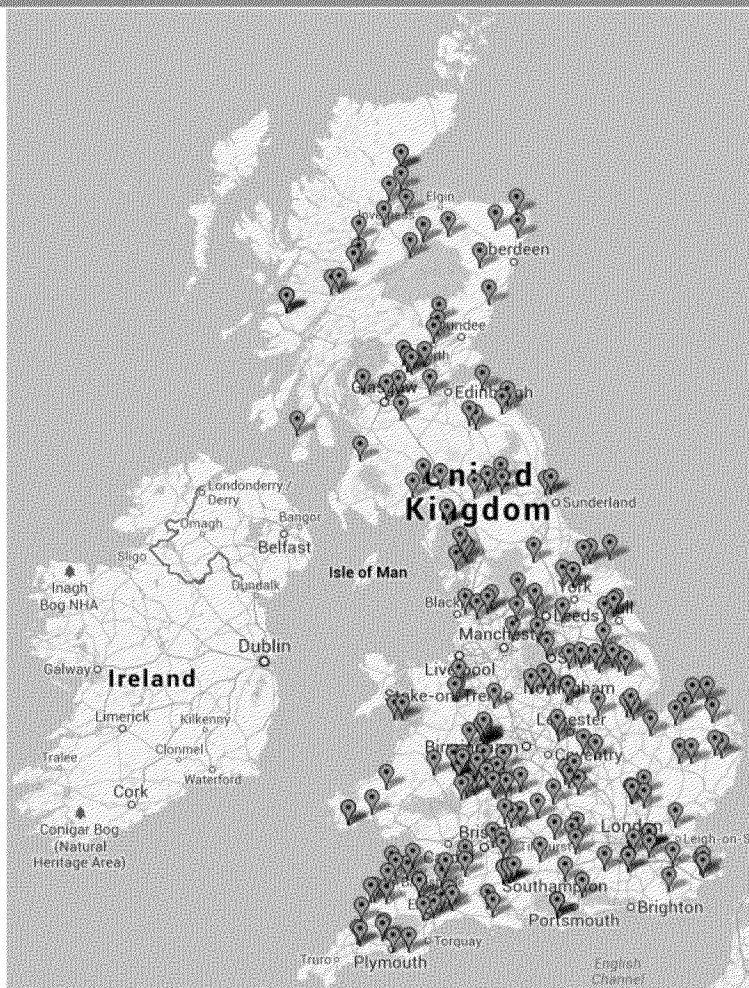 Elgin
Aberdeen
Dundee
Glasgow
Edinburgh
United
Kingdom
Londonderry /
Derry
Omagh
Bangor
Belfast
Sligo
Sunderland
Isle of Man
Inagh
Bog NHA
Dundalk
York
Leeds
Manchester
Dublin
Galway
Ireland
Liverpool
Stoke-on-Trent
Nottingham
Limerick
Kilkenny
Leicester
Tralee
Clonmel
Waterford
Birmingham
Coventry
Cork
Conigar Bog
(Natural
Heritage Area)
London
Leigh-on-S
Southampton
Portsmouth
Brighton
Torquay
Truro
Plymouth
English
Channel